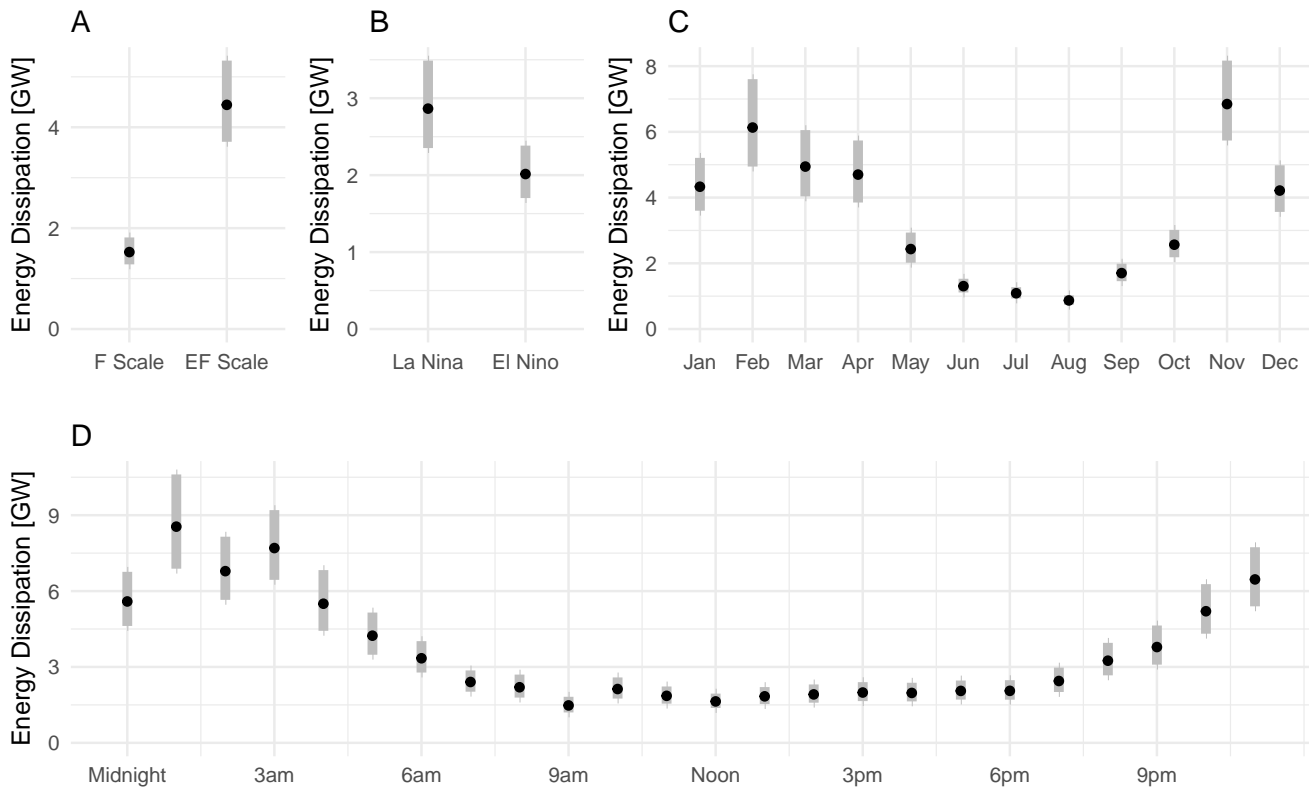 A
Energy Dissipation [GW]
4
2
0
F Scale EF Scale
B
Energy Dissipation [GW]
3
2
1
0
La Nina El Nino
C
Energy Dissipation [GW]
8
6
4
2
0
Jan Feb Mar Apr May Jun Jul Aug Sep Oct Nov Dec
D
Energy Dissipation [GW]
9
6
3
0
Midnight 3am 6am 9am Noon 3pm 6pm 9pm